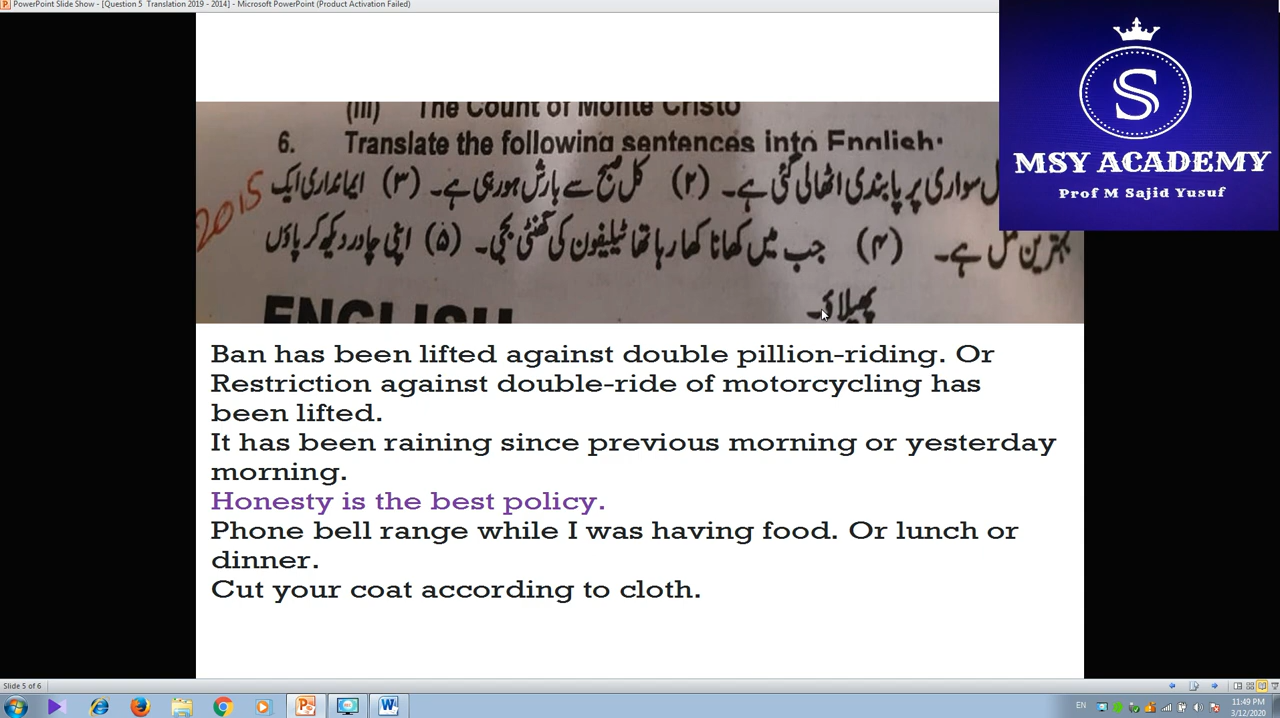 PowerPoint Slide Show - [Question 5  Translation 2019 - 2014] - Microsoft PowerPoint (Product Activation Failed)
S
MSY ACADEMY
Prof M Sajid Yusuf
(III) The Count of Monte Cristo
6. Translate the following sentences into English:
2015
سواری پر پابندی اٹھالی گئی ہے۔ (۲) کل صبح سے بارش ہورہی ہے۔ (۳) ایمانداری ایک
بہترین ہے۔ (۴) جب میں کھانا کھا رہا تھا ٹیلیفون کی گھنٹی بجی۔ (۵) اپنی چادر دیکھ کر پاؤں
پھیلاؤ۔
ENGLISH
Ban has been lifted against double pillion-riding. Or
Restriction against double-ride of motorcycling has
been lifted.
It has been raining since previous morning or yesterday
morning.
Honesty is the best policy.
Phone bell range while I was having food. Or lunch or
dinner.
Cut your coat according to cloth.
Slide 5 of 6
EN
11:49 PM
3/12/2020